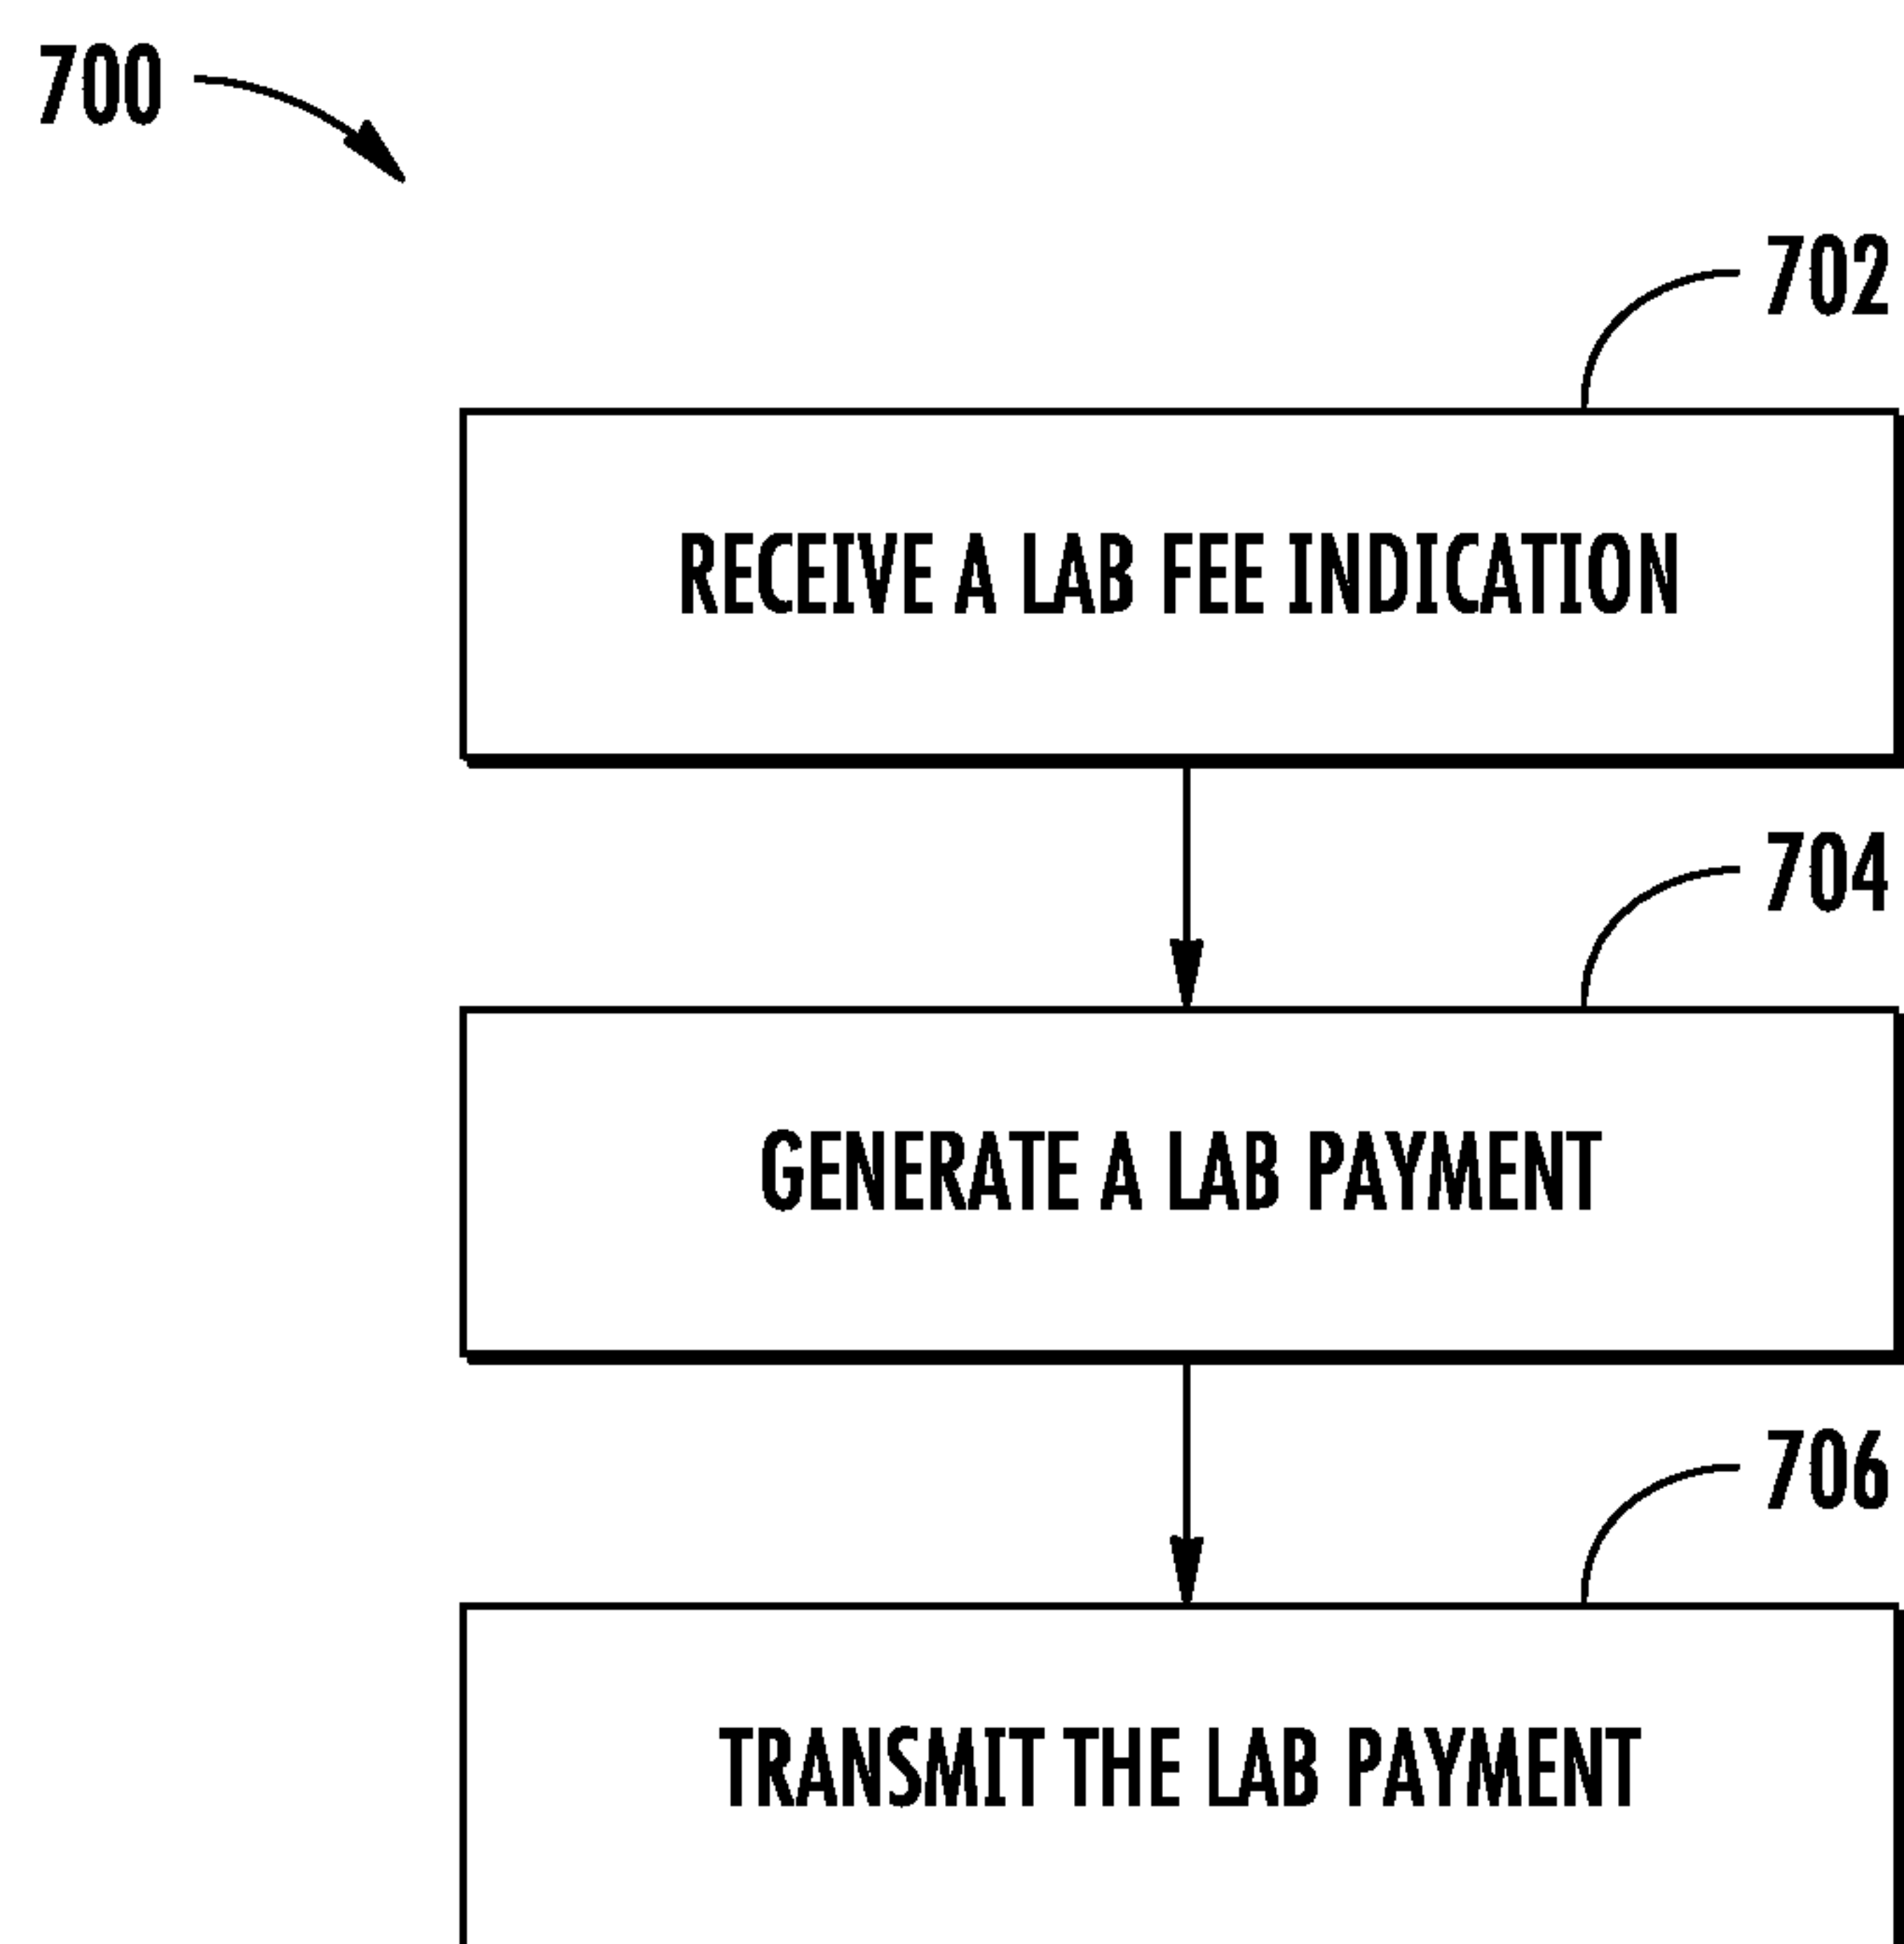 700
702
RECEIVE A LAB FEE INDICATION
704
GENERATE A LAB PAYMENT
706
TRANSMIT THE LAB PAYMENT